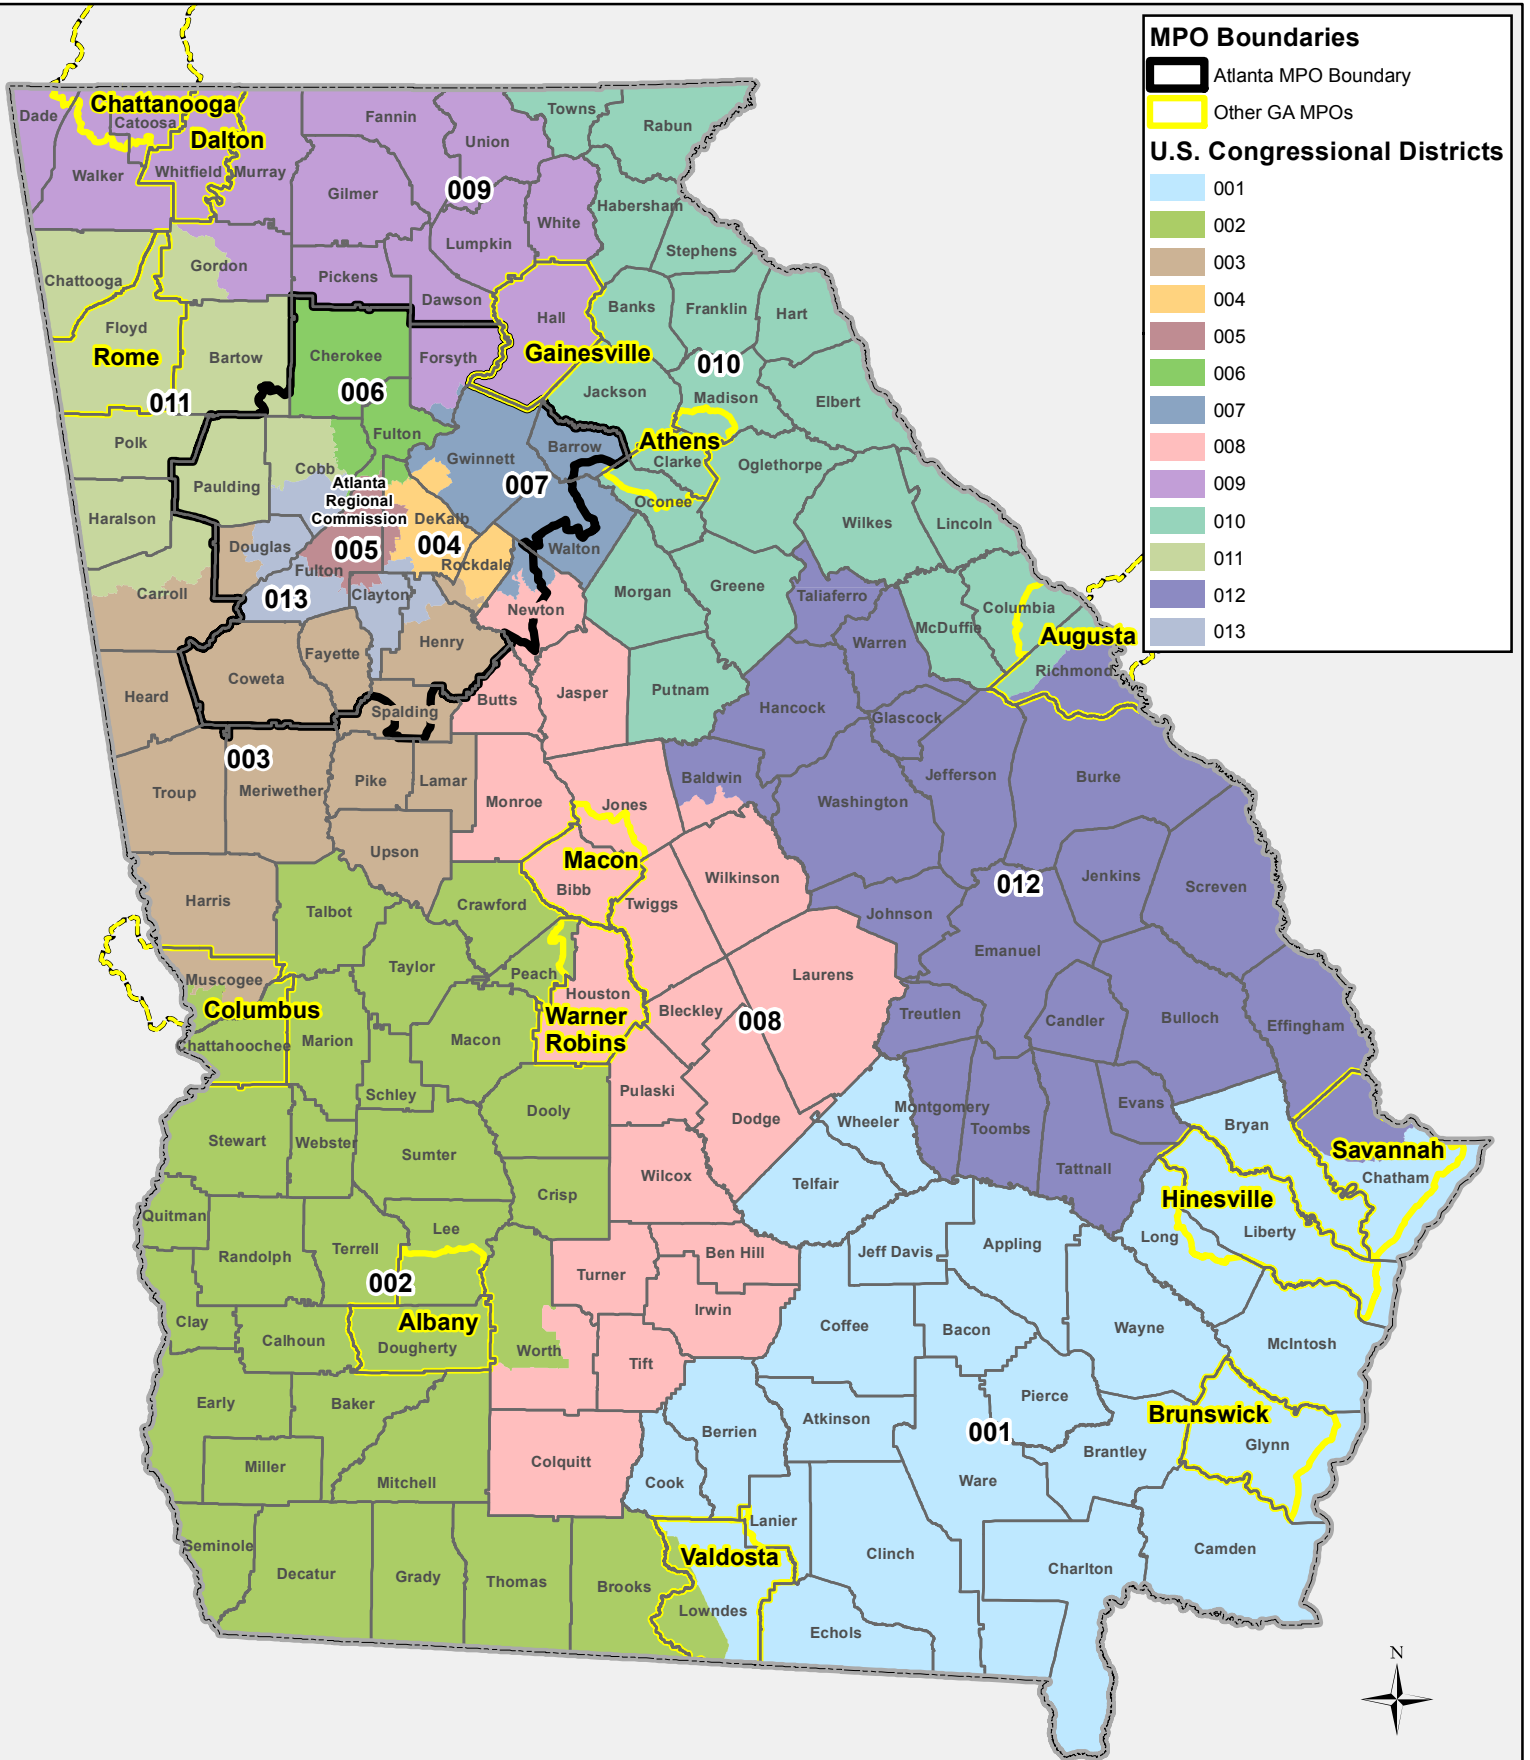 MPO Boundaries
Atlanta MPO Boundary
Other GA MPOs
U.S. Congressional Districts
001
002
003
004
005
006
007
008
009
010
011
012
013
Dade
Chattanooga
Catoosa
Dalton
Fannin
Towns
Rabun
Union
Walker
Whitfield
Murray
Gilmer
009
White
Habersham
Lumpkin
Stephens
Chattooga
Gordon
Pickens
Dawson
Hall
Banks
Franklin
Hart
Floyd
Rome
Bartow
Cherokee
Forsyth
Gainesville
010
006
011
Jackson
Madison
Elbert
Polk
Fulton
Barrow
Athens
Cobb
Gwinnett
Clarke
Oglethorpe
Paulding
Atlanta
Regional
Commission
007
Oconee
Haralson
DeKalb
Wilkes
Lincoln
Douglas
005
004
Walton
Rockdale
Fulton
Carroll
013
Clayton
Newton
Morgan
Greene
Taliaferro
Columbia
McDuffie
Augusta
Henry
Fayette
Warren
Coweta
Richmond
Heard
Butts
Jasper
Putnam
Spalding
Hancock
Glascock
003
Troup
Meriwether
Pike
Lamar
Monroe
Jones
Baldwin
Washington
Jefferson
Burke
Upson
Macon
Bibb
Wilkinson
012
Jenkins
Screven
Harris
Talbot
Crawford
Twiggs
Johnson
Emanuel
Taylor
Peach
Laurens
Muscogee
Houston
Columbus
Warner
Robins
Bleckley
008
Treutlen
Candler
Bulloch
Effingham
Chattahoochee
Marion
Macon
Schley
Pulaski
Dooly
Dodge
Wheeler
Montgomery
Toombs
Evans
Bryan
Stewart
Webster
Sumter
Savannah
Chatham
Wilcox
Telfair
Tattnall
Crisp
Hinesville
Quitman
Lee
Long
Liberty
Randolph
Terrell
Turner
Ben Hill
Jeff Davis
Appling
002
Irwin
Clay
Calhoun
Albany
Dougherty
Worth
Tift
Coffee
Bacon
Wayne
McIntosh
Early
Baker
Pierce
Brunswick
Glynn
Berrien
Atkinson
001
Brantley
Miller
Mitchell
Colquitt
Cook
Ware
Lanier
Seminole
Decatur
Grady
Thomas
Brooks
Valdosta
Lowndes
Clinch
Charlton
Camden
Echols
N